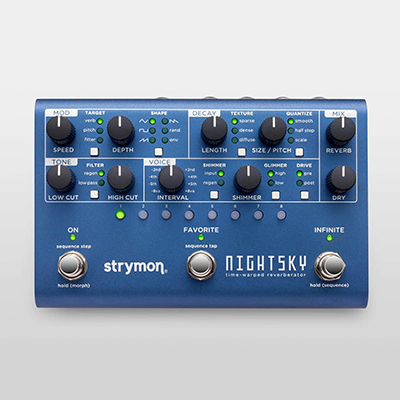 MOD TARGET SHAPE DECAY TEXTURE QUANTIZE MIX
verb sparse smooth
pitch rand dense half step
filter env diffuse scale
SPEED DEPTH LENGTH SIZE / PITCH REVERB
TONE FILTER VOICE SHIMMER GLIMMER DRIVE
regen input high pre
low pass regen low post
LOW CUT HIGH CUT INTERVAL SHIMMER DRY
1 2 3 4 5 6 7 8
ON FAVORITE INFINITE
sequence step sequence tap
strymon® NIGHTSKY
time-warped reverberator
hold (morph) hold (sequence)